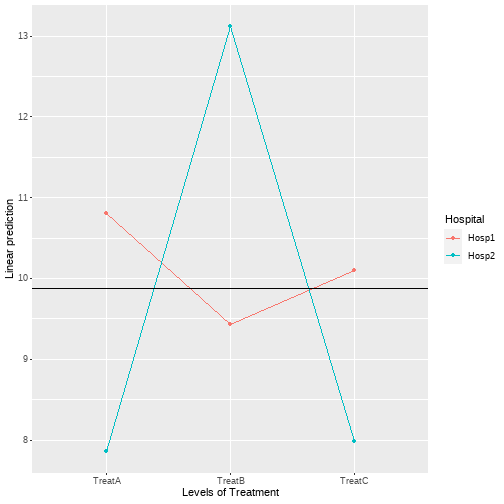 Linear prediction
13
12
11
10
9
8
TreatA TreatB TreatC
Levels of Treatment
Hospital
Hosp1
Hosp2